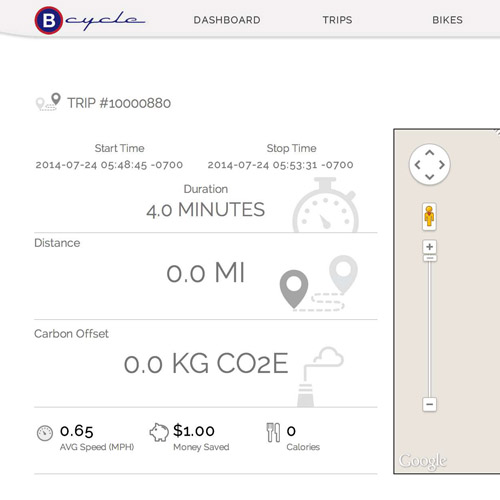 Bcycle DASHBOARD TRIPS BIKES
TRIP #10000880
Start Time Stop Time
2014-07-24 05:48:45 -0700 2014-07-24 05:53:31 -0700
Duration
4.0 MINUTES
Distance
0.0 MI
Carbon Offset
0.0 KG CO2E
0.65 $1.00 0
AVG Speed (MPH) Money Saved Calories
Google